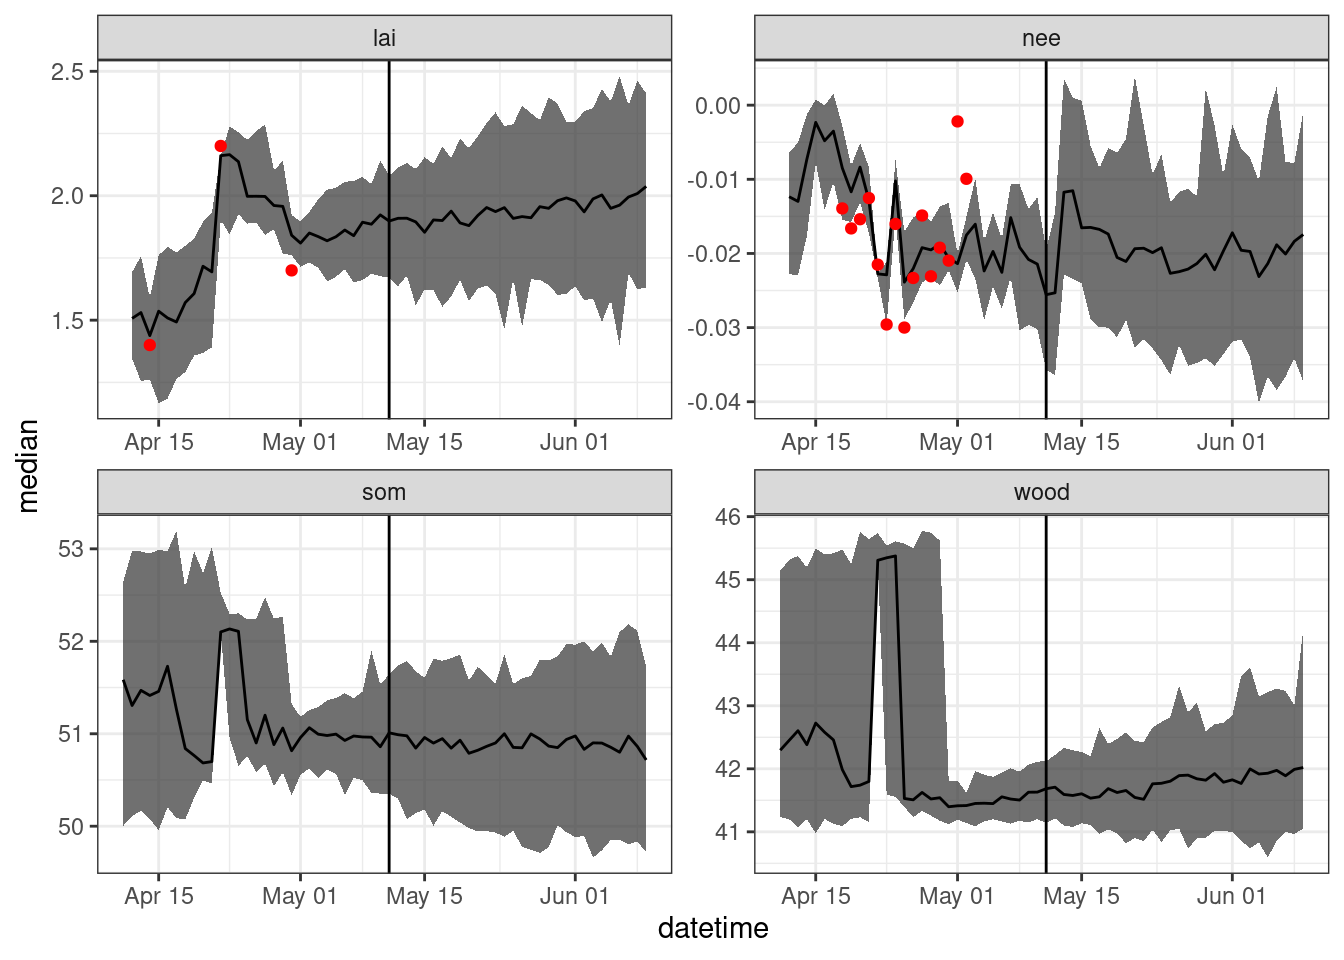 lai
nee
2.5
2.0
1.5
0.00
-0.01
-0.02
-0.03
-0.04
Apr 15 May 01 May 15 Jun 01
Apr 15 May 01 May 15 Jun 01
median
som
wood
53
52
51
50
46
45
44
43
42
41
Apr 15 May 01 May 15 Jun 01
Apr 15 May 01 May 15 Jun 01
datetime